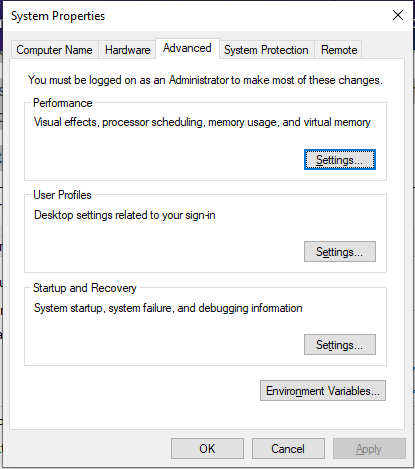 System Properties
Computer Name
Hardware
Advanced
System Protection
Remote
You must be logged on as an Administrator to make most of these changes.
Performance
Visual effects, processor scheduling, memory usage, and virtual memory
Settings...
User Profiles
Desktop settings related to your sign-in
Settings...
Startup and Recovery
System startup, system failure, and debugging information
Settings...
Environment Variables...
OK
Cancel
Apply